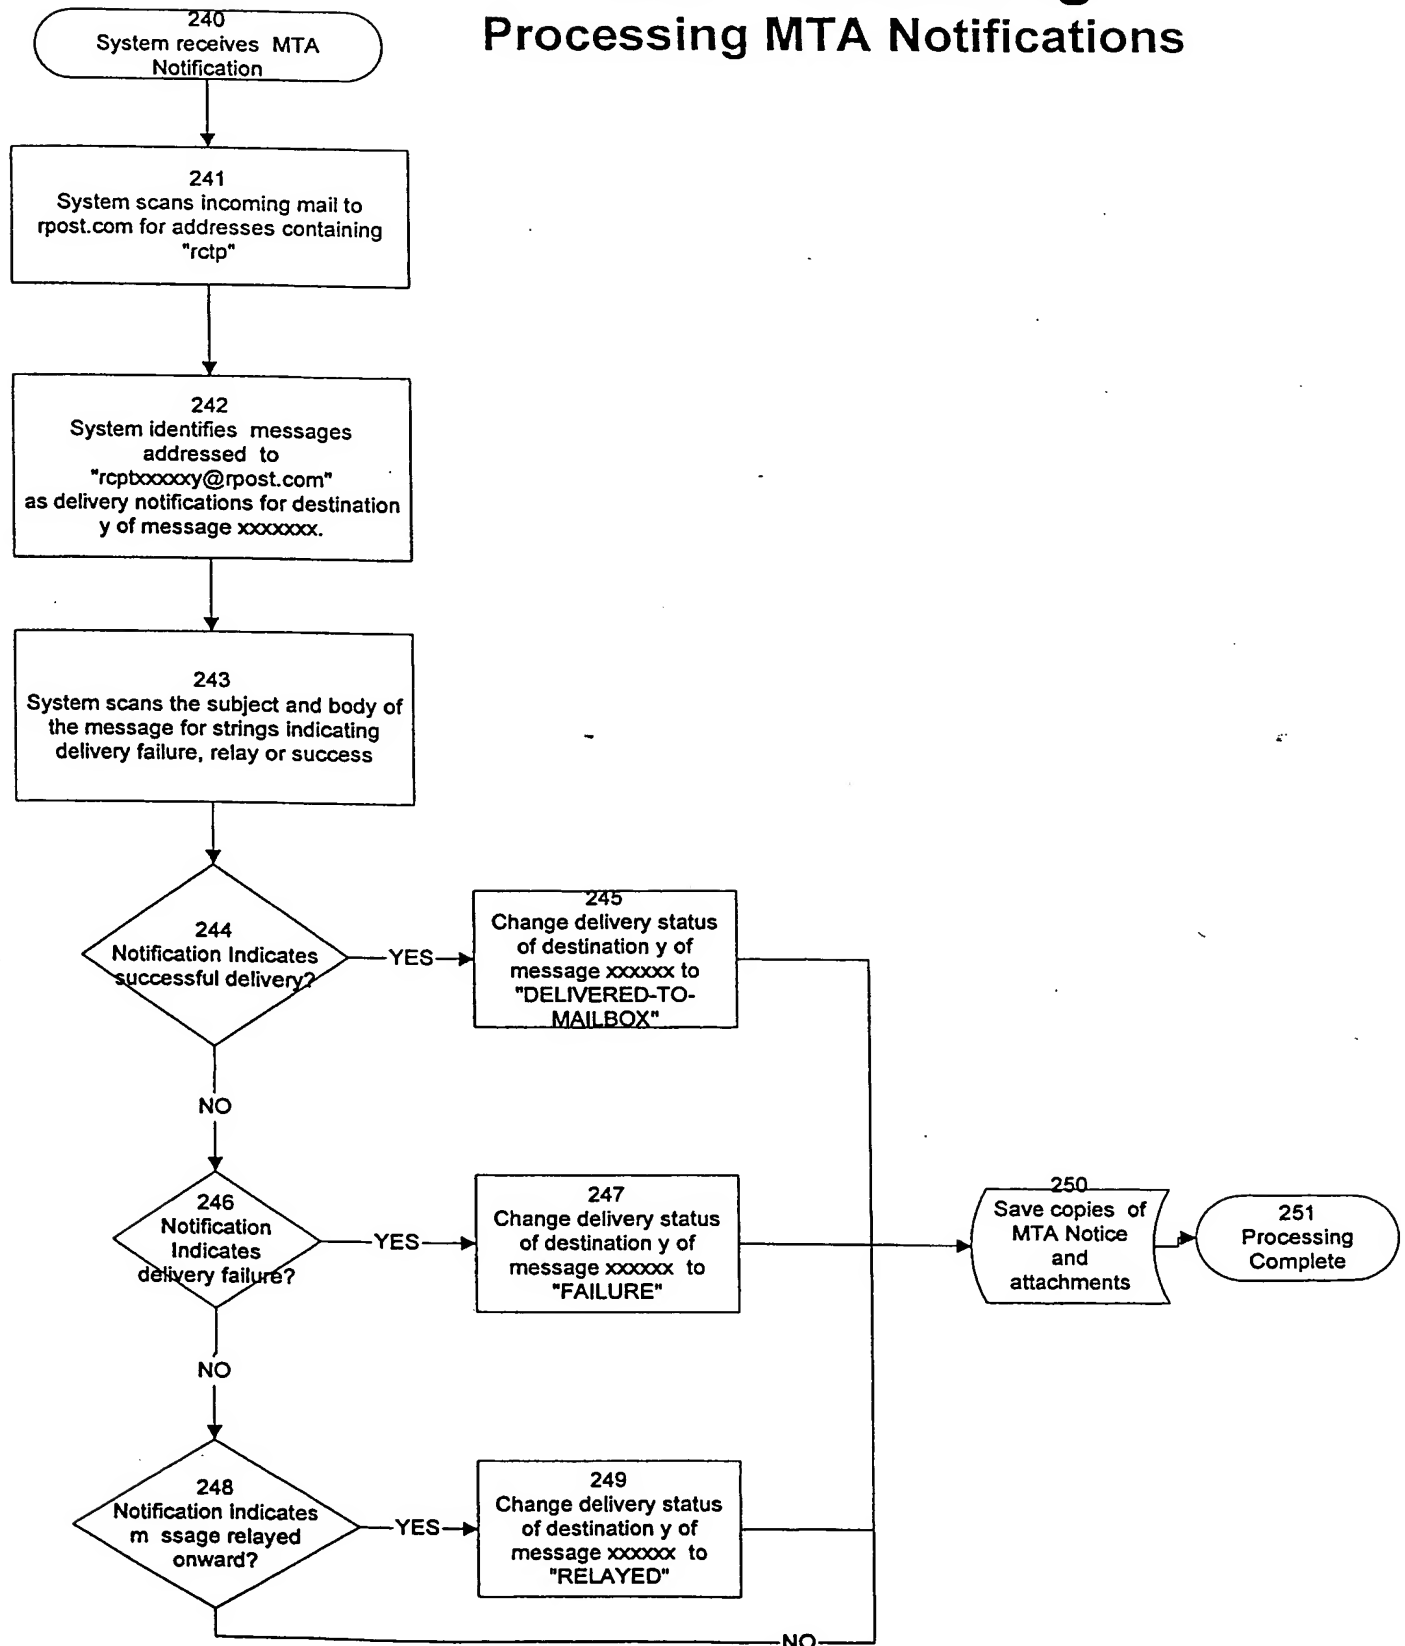 Processing MTA Notifications
240
System receives MTA
Notification
241
System scans incoming mail to
rpost.com for addresses containing
"rctp"
242
System identifies messages
addressed to
"rcptxxxxxy@rpost.com"
as delivery notifications for destination
y of message xxxxxxx.
243
System scans the subject and body of
the message for strings indicating
delivery failure, relay or success
244
Notification Indicates
successful delivery?
YES
245
Change delivery status
of destination y of
message xxxxxx to
"DELIVERED-TO-
MAILBOX"
NO
246
Notification
Indicates
delivery failure?
YES
247
Change delivery status
of destination y of
message xxxxxx to
"FAILURE"
250
Save copies of
MTA Notice
and
attachments
251
Processing
Complete
NO
248
Notification indicates
m ssage relayed
onward?
YES
249
Change delivery status
of destination y of
message xxxxxx to
"RELAYED"
NO